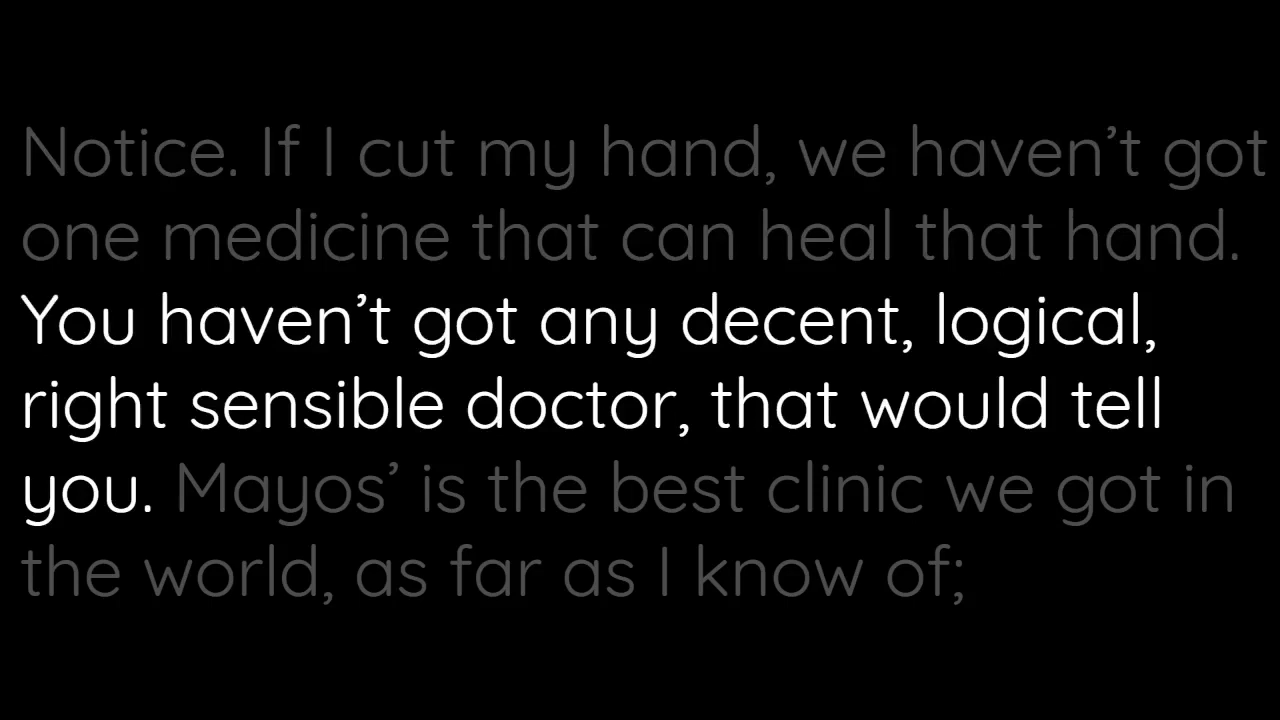 Notice. If I cut my hand, we haven’t got
one medicine that can heal that hand.
You haven’t got any decent, logical,
right sensible doctor, that would tell
you. Mayos’ is the best clinic we got in
the world, as far as I know of;